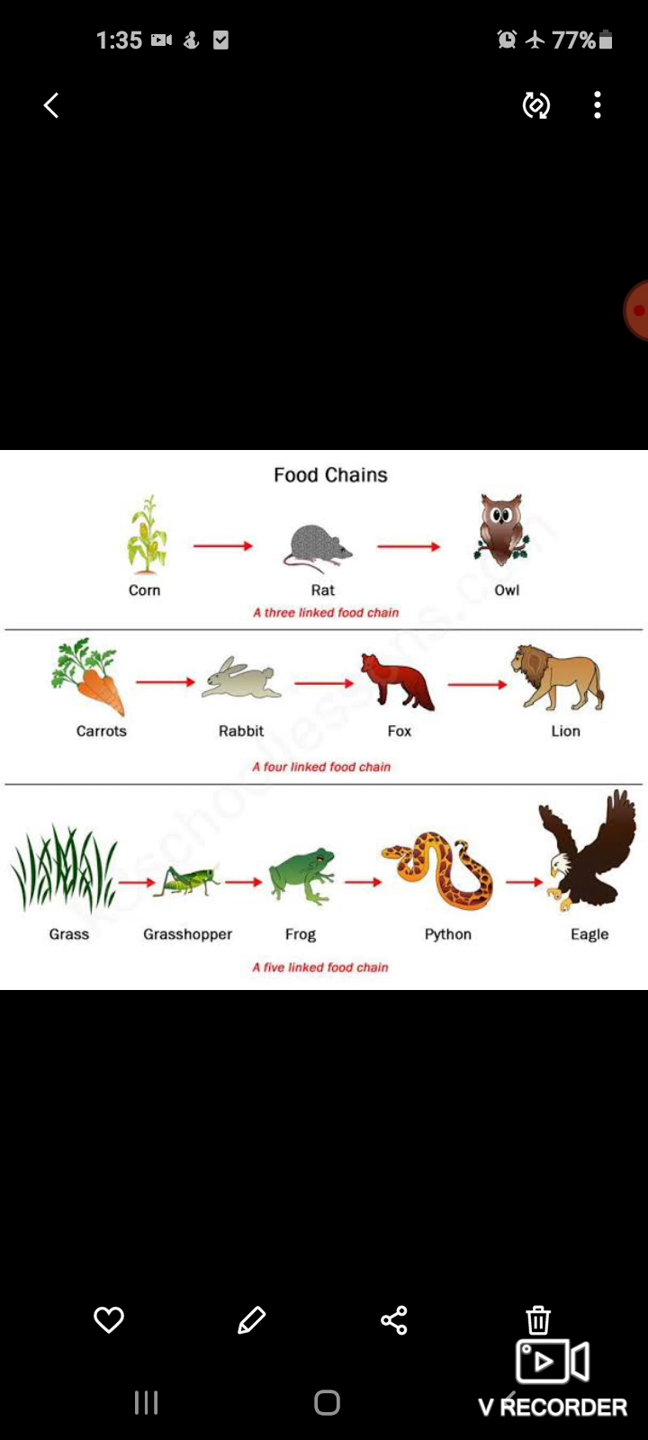 1:35
77%
Food Chains
Corn Rat Owl
A three linked food chain
Carrots Rabbit Fox Lion
A four linked food chain
Grass Grasshopper Frog Python Eagle
A five linked food chain
V RECORDER